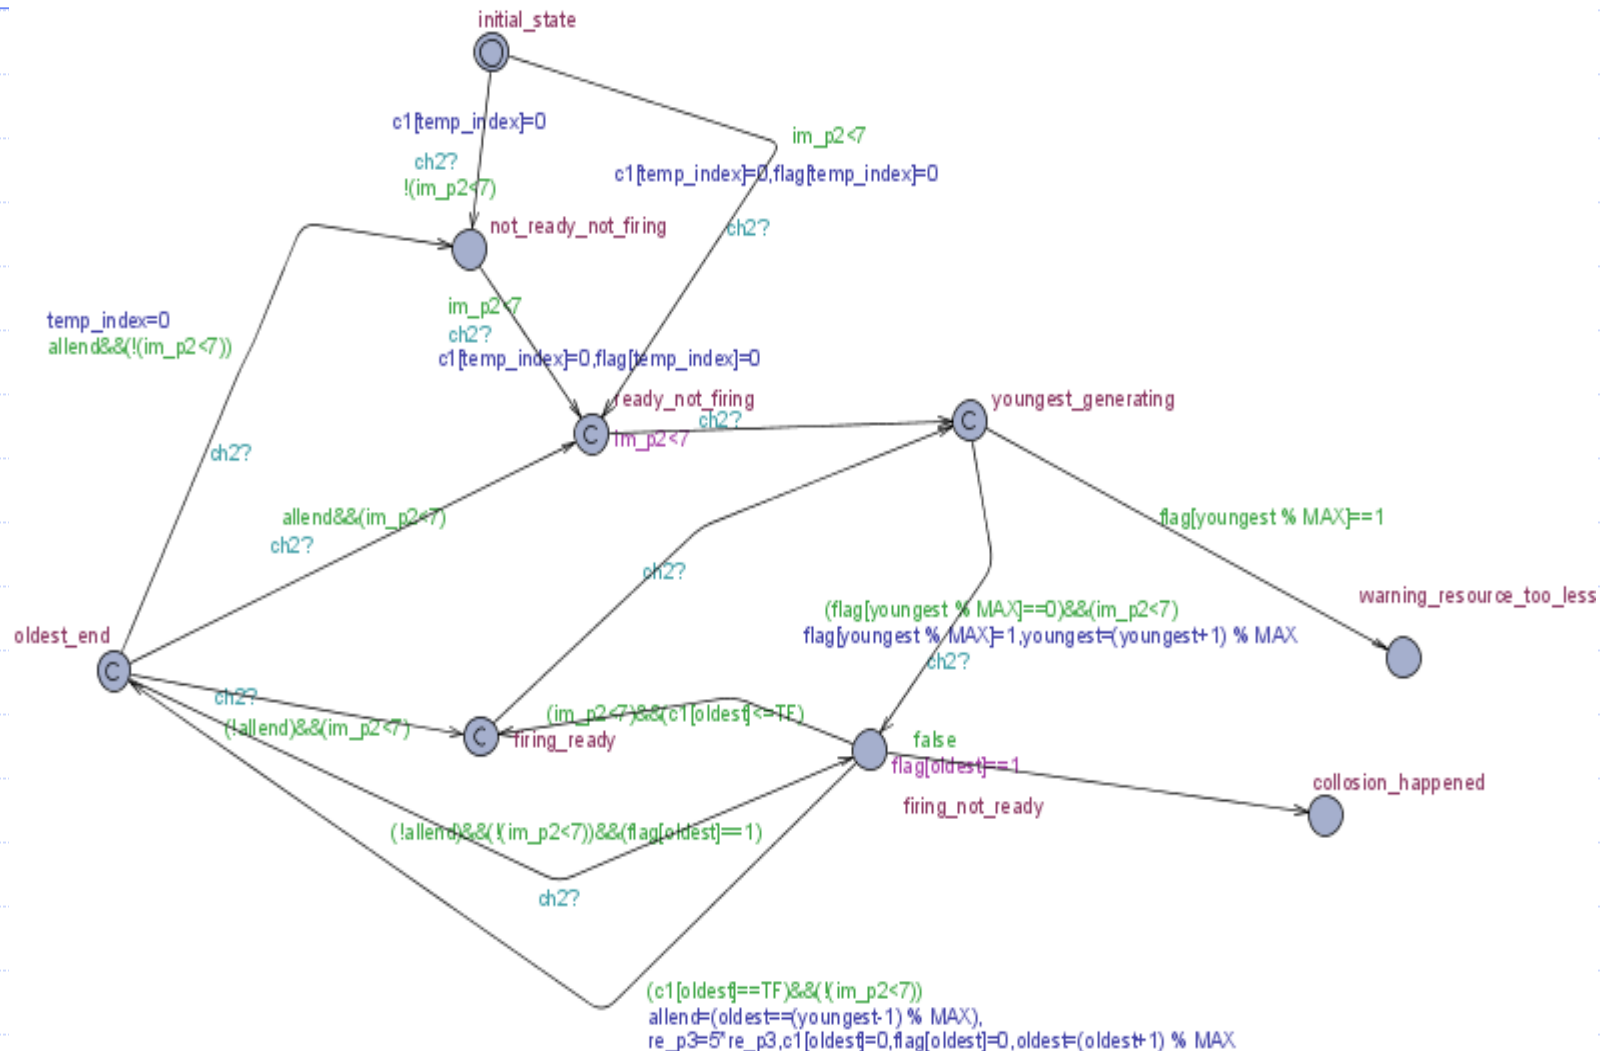 initial_state
c1[temp_index]=0
im_p2<7
ch2?
c1[temp_index]=0,flag[temp_index]=0
!(im_p2<7)
not_ready_not_firing
ch2?
im_p2<7
temp_index=0
ch2?
allend&&(!(im_p2<7))
c1[temp_index]=0,flag[temp_index]=0
ready_not_firing
youngest_generating
ch2?
im_p2<7
ch2?
allend&&(im_p2<7)
flag[youngest % MAX]==1
ch2?
ch2?
warning_resource_too_less
(flag[youngest % MAX]==0)&&(im_p2<7)
oldest_end
flag[youngest % MAX]=1,youngest=(youngest+1) % MAX
ch2?
ch2?
(im_p2<7)&&(c1[oldest]<=TF)
(!allend)&&(im_p2<7)
firing_ready
false
flag[oldest]==1
collosion_happened
firing_not_ready
(!allend)&&(!(im_p2<7))&&(flag[oldest]==1)
ch2?
(c1[oldest]==TF)&&(!(im_p2<7))
allend=(oldest==(youngest-1) % MAX),
re_p3=5*re_p3,c1[oldest]=0,flag[oldest]=0,oldest=(oldest+1) % MAX
C
C
C
C